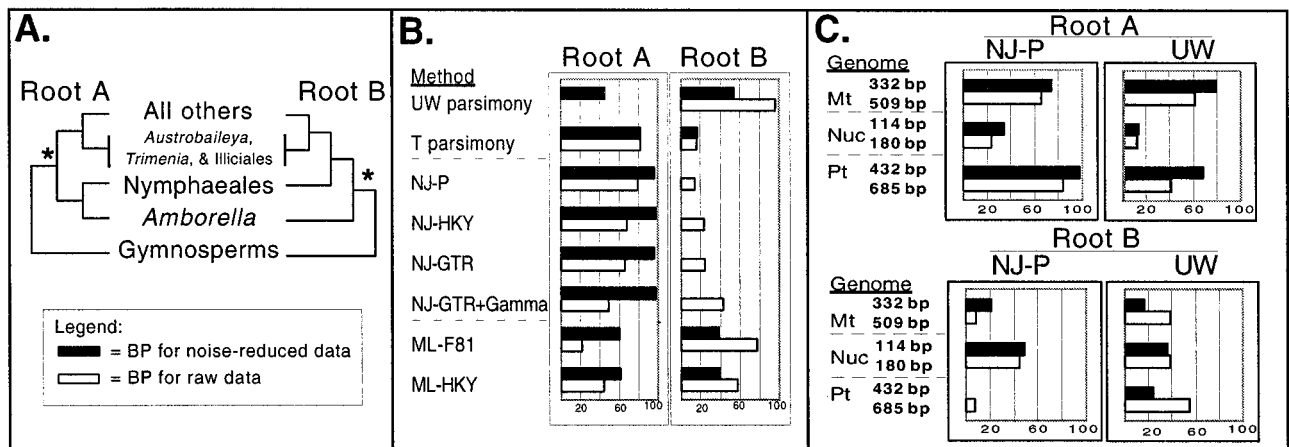 A.
Root A
Root B
All others
Austrobaileya,
Trimenia, & Illiciales
Nymphaeales
Amborella
Gymnosperms
*
*
Legend:
= BP for noise-reduced data
= BP for raw data
B.
Root A
Root B
Method
UW parsimony
T parsimony
NJ-P
NJ-HKY
NJ-GTR
NJ-GTR+Gamma
ML-F81
ML-HKY
20 60 100
20 60 100
C.
Root A
NJ-P
UW
Genome
332 bp
Mt
509 bp
114 bp
Nuc
180 bp
432 bp
Pt
685 bp
20 60 100
20 60 100
Root B
NJ-P
UW
Genome
332 bp
Mt
509 bp
114 bp
Nuc
180 bp
432 bp
Pt
685 bp
20 60 100
20 60 100